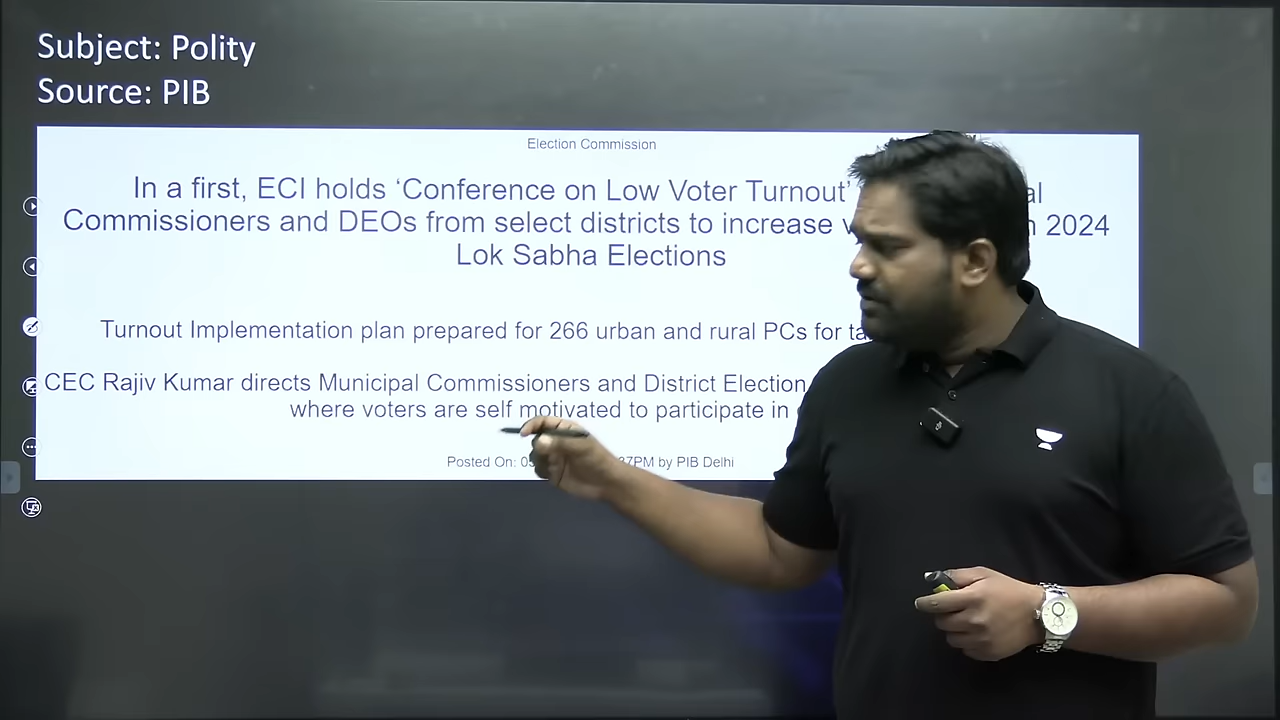 Subject: Polity
Source: PIB
Election Commission
In a first, ECI holds ‘Conference on Low Voter Turnout’
Commissioners and DEOs from select districts to increase 2024
Lok Sabha Elections
Turnout Implementation plan prepared for 266 urban and rural PCs for
CEC Rajiv Kumar directs Municipal Commissioners and District Election
where voters are self motivated to participate in
Posted On: PM by PIB Delhi